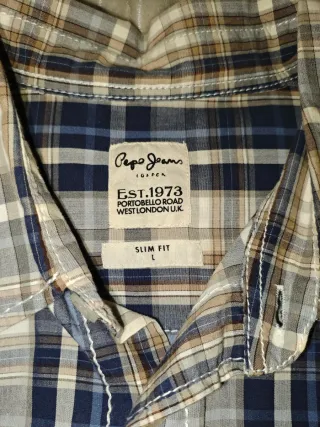 Pepe Jeans
LONDON
EST. 1973
PORTOBELLO ROAD
WEST LONDON U.K.
SLIM FIT
L